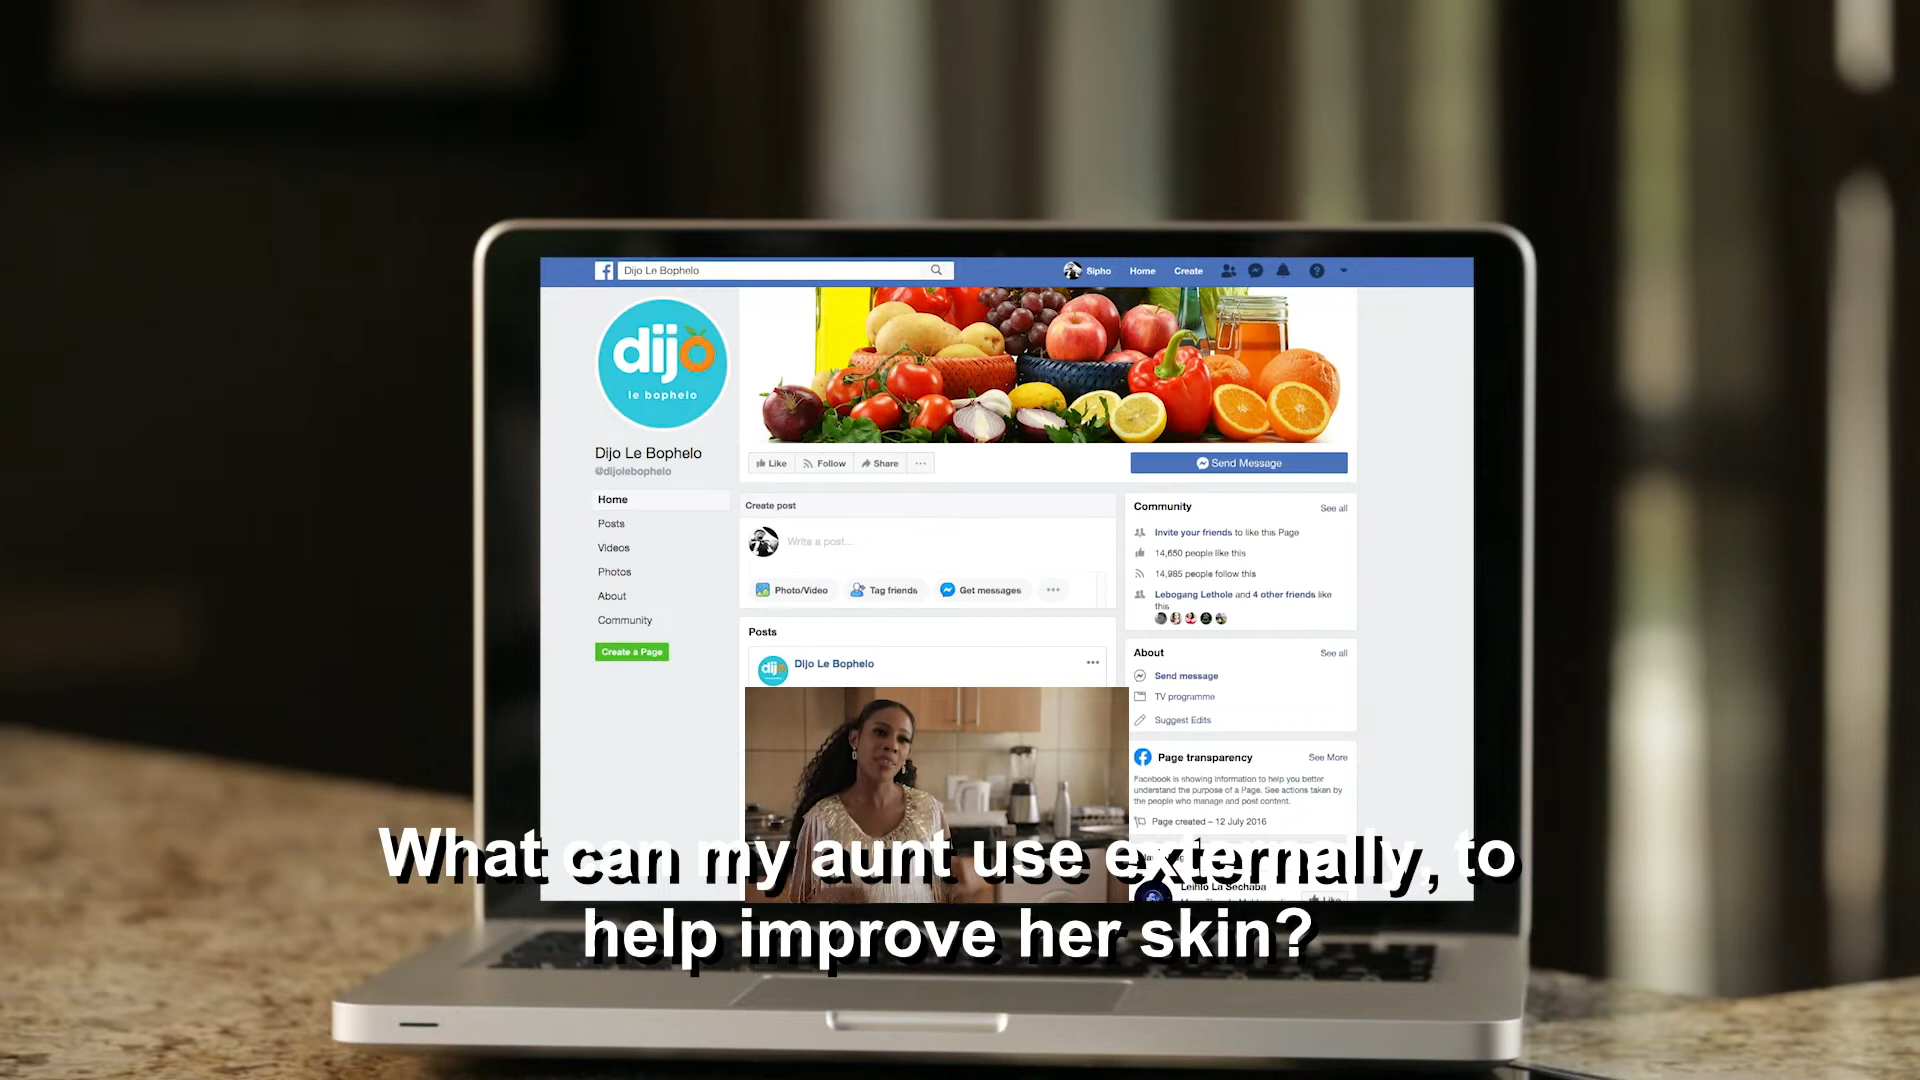 Dijo Le Bophelo
Sipho
Home
Create
dijo
le bophelo
Dijo Le Bophelo
@dijolebophelo
Home
Posts
Videos
Photos
About
Community
Create a Page
Like
Follow
Share
Send Message
Create post
Write a post...
Photo/Video
Tag friends
Get messages
Posts
dijo
Dijo Le Bophelo
Community
See all
Invite your friends to like this Page
14,650 people like this
14,985 people follow this
Lebogang Lethole and 4 other friends like
this
About
See all
Send message
TV programme
Suggest Edits
Page transparency
See More
Facebook is showing information to help you better
understand the purpose of a Page. See actions taken by
the people who manage and post content.
Page created – 12 July 2016
Leihlo La Sechaba
Like
What can my aunt use externally, to
help improve her skin?